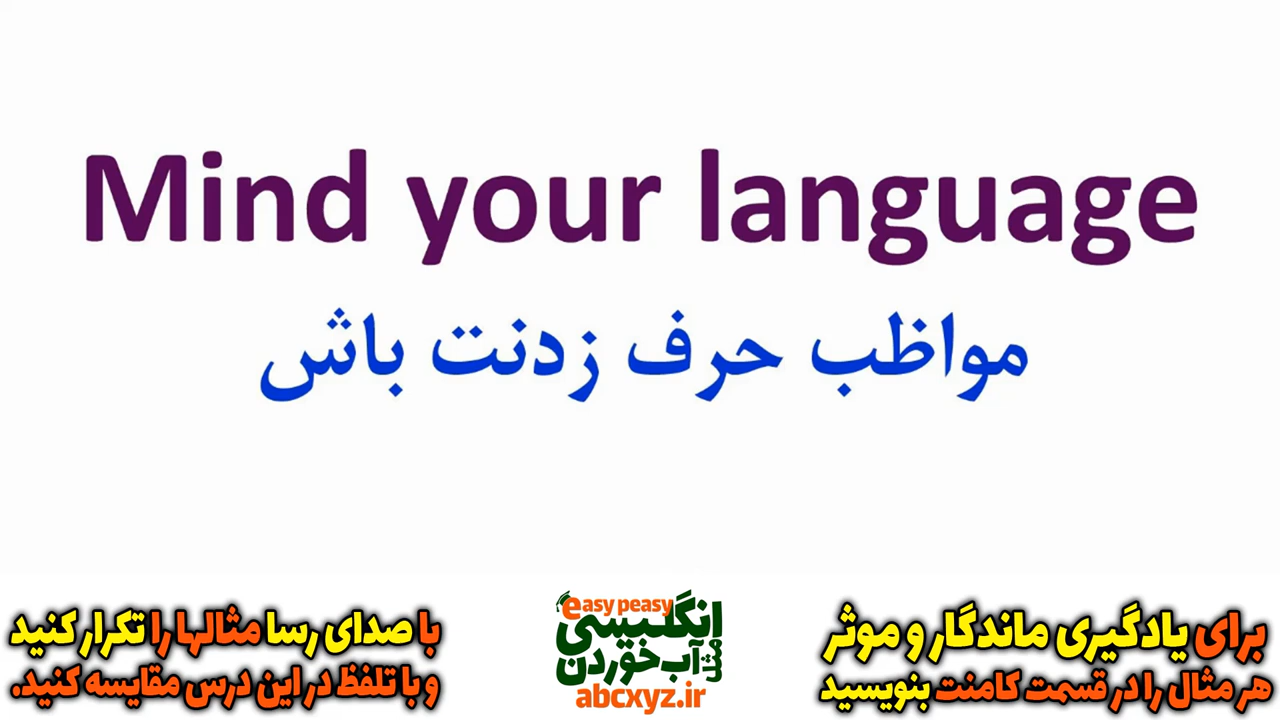 Mind your language
مواظب حرف زدنت باش
برای یادگیری ماندگار و موثر
هر مثال را در قسمت کامنت بنویسید
easy peasy
انگلیسی
مثل
آب خوردن
abcxyz.ir
با صدای رسا مثالها را تکرار کنید
و با تلفظ در این درس مقایسه کنید.